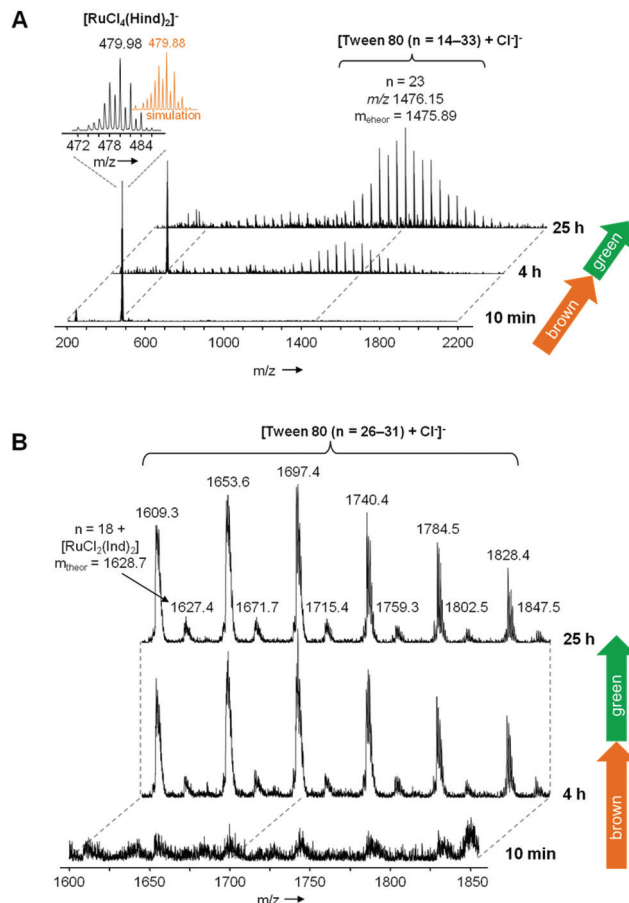 A
[RuCl4(Hind)2]-
479.98
479.88
simulation
472 478 484
m/z
[Tween 80 (n = 14–33) + Cl-]-
n = 23
m/z 1476.15
meheor = 1475.89
25 h
4 h
10 min
green
brown
200 600 1000 1400 1800 2200
m/z
B
[Tween 80 (n = 26–31) + Cl-]-
1697.4
1653.6
1609.3
1740.4
1784.5
1828.4
n = 18 +
[RuCl2(Ind)2]
mtheor = 1628.7
1627.4 1671.7 1715.4 1759.3 1802.5 1847.5
25 h
4 h
10 min
green
brown
1600 1650 1700 1750 1800 1850
m/z